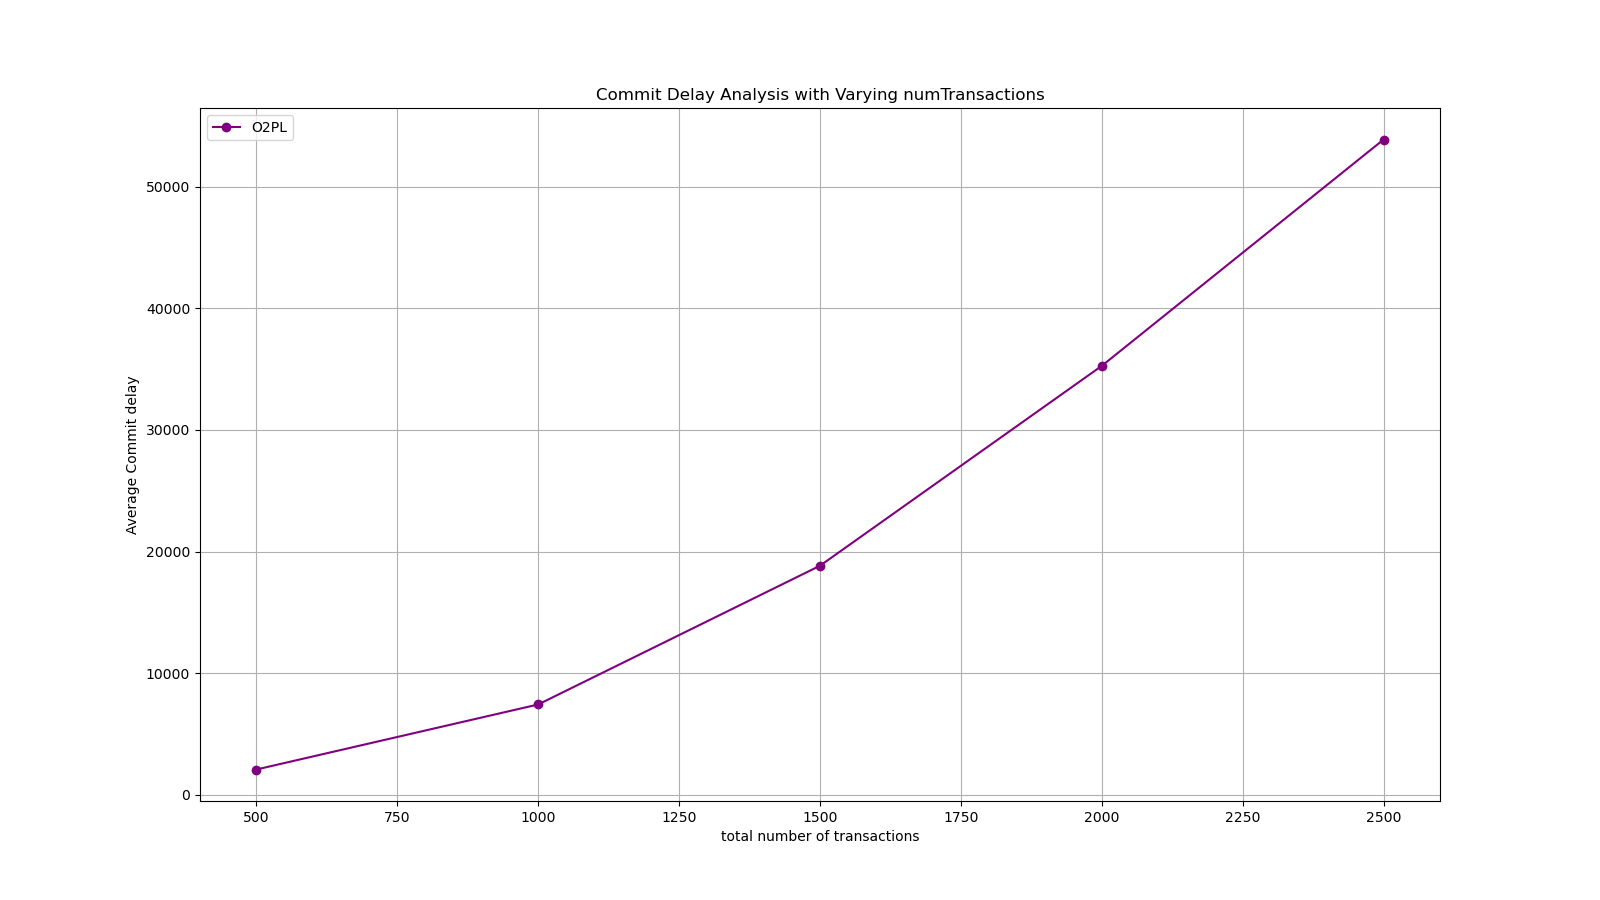 Commit Delay Analysis with Varying numTransactions
O2PL
50000
40000
30000
20000
10000
0
Average Commit delay
500 750 1000 1250 1500 1750 2000 2250 2500
total number of transactions